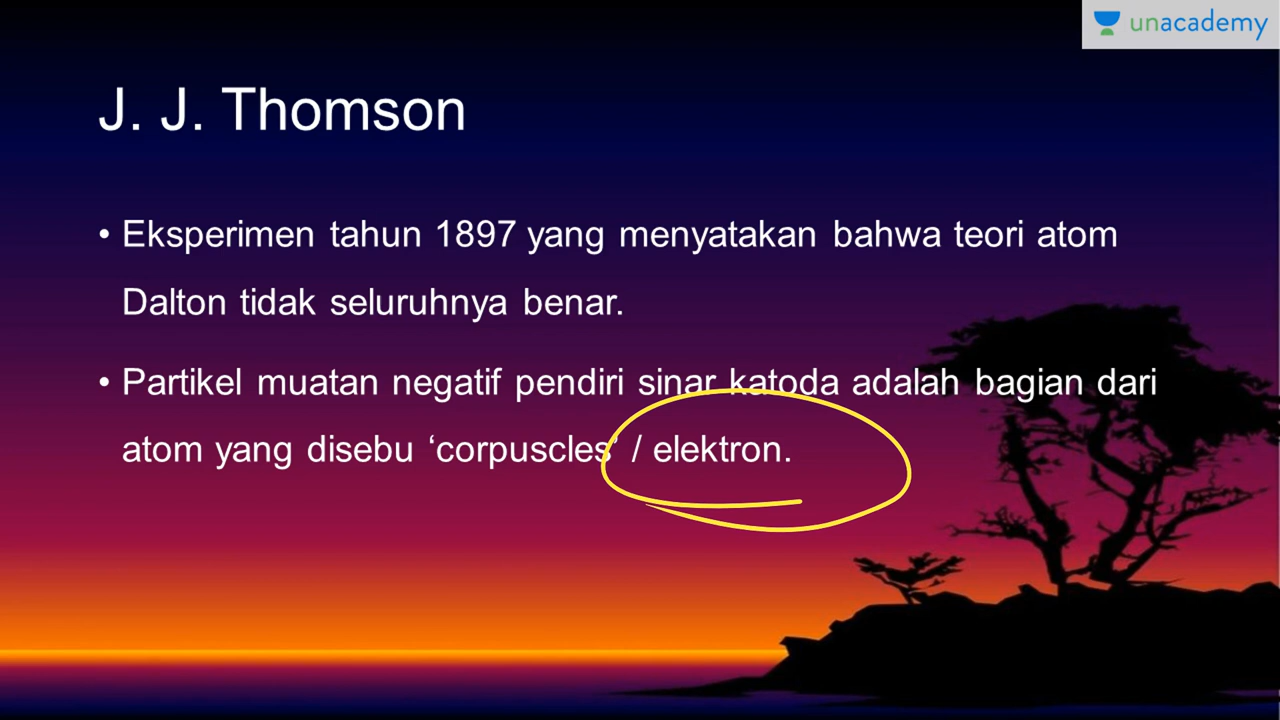 unacademy
J. J. Thomson
• Eksperimen tahun 1897 yang menyatakan bahwa teori atom
Dalton tidak seluruhnya benar.
• Partikel muatan negatif pendiri sinar katoda adalah bagian dari
atom yang disebu ‘corpuscles’ / elektron.